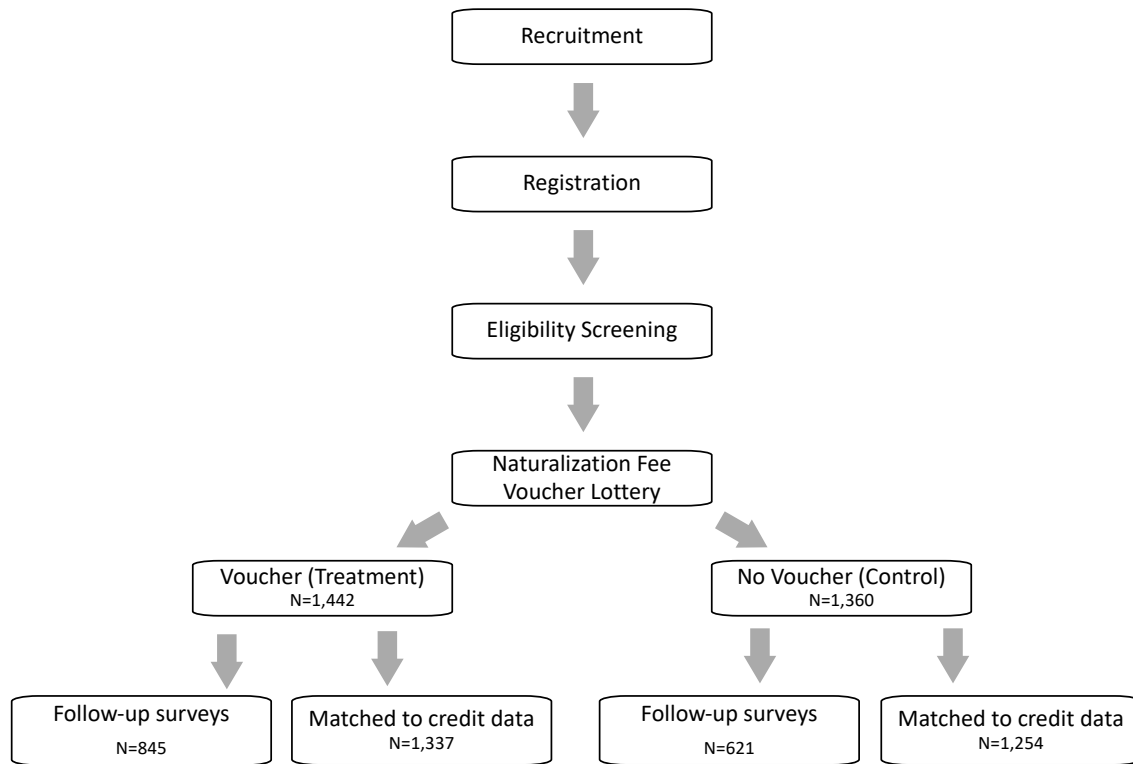 Recruitment
Registration
Eligibility Screening
Naturalization Fee
Voucher Lottery
Voucher (Treatment)
N=1,442
No Voucher (Control)
N=1,360
Follow-up surveys
N=845
Matched to credit data
N=1,337
Follow-up surveys
N=621
Matched to credit data
N=1,254